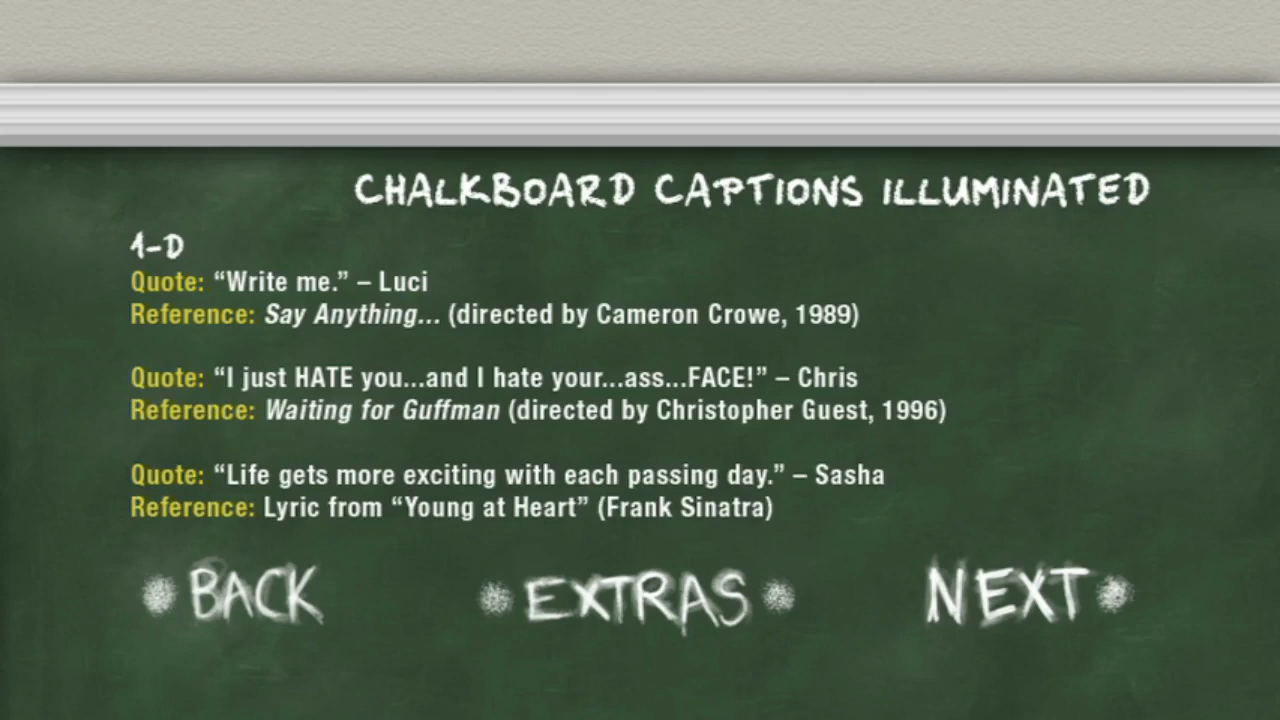 CHALKBOARD CAPTIONS ILLUMINATED
1-D
Quote: “Write me.” – Luci
Reference: Say Anything... (directed by Cameron Crowe, 1989)
Quote: “I just HATE you...and I hate your...ass...FACE!” – Chris
Reference: Waiting for Guffman (directed by Christopher Guest, 1996)
Quote: “Life gets more exciting with each passing day.” – Sasha
Reference: Lyric from “Young at Heart” (Frank Sinatra)
BACK EXTRAS NEXT